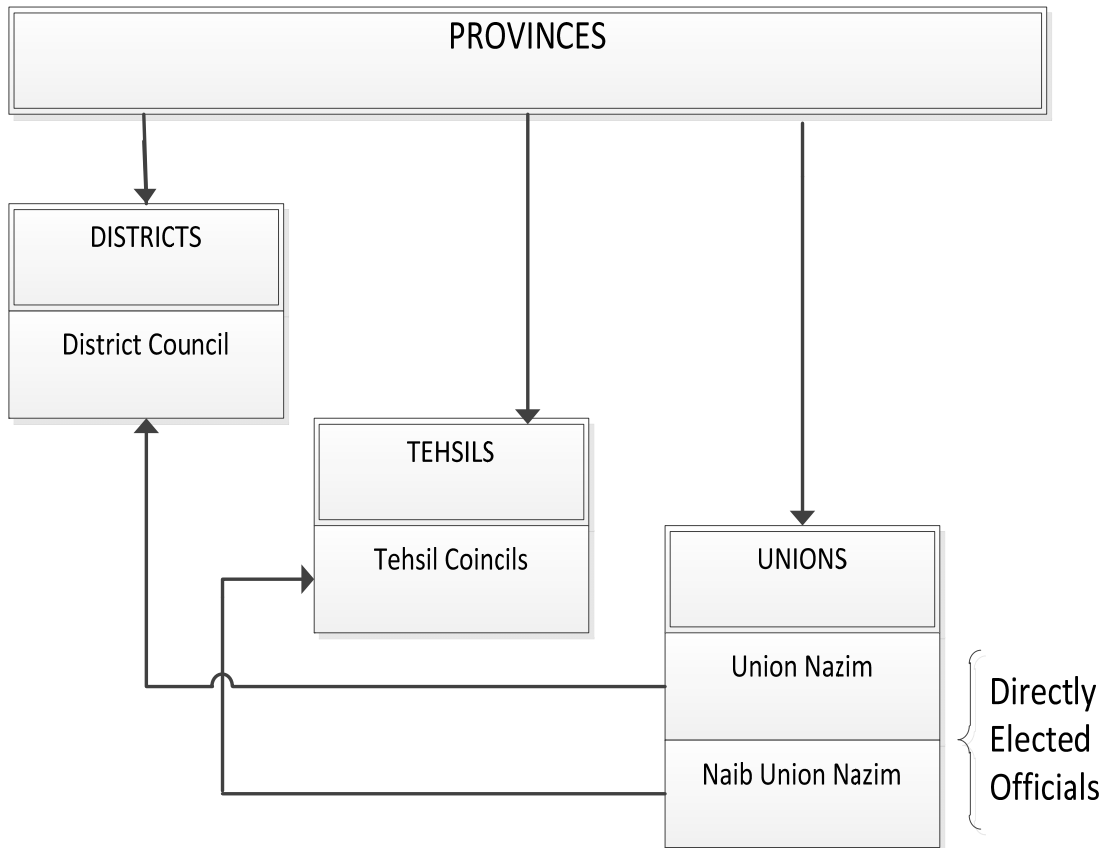 PROVINCES
DISTRICTS
District Council
TEHSILS
Tehsil Coincils
UNIONS
Union Nazim
Naib Union Nazim
Directly
Elected
Officials